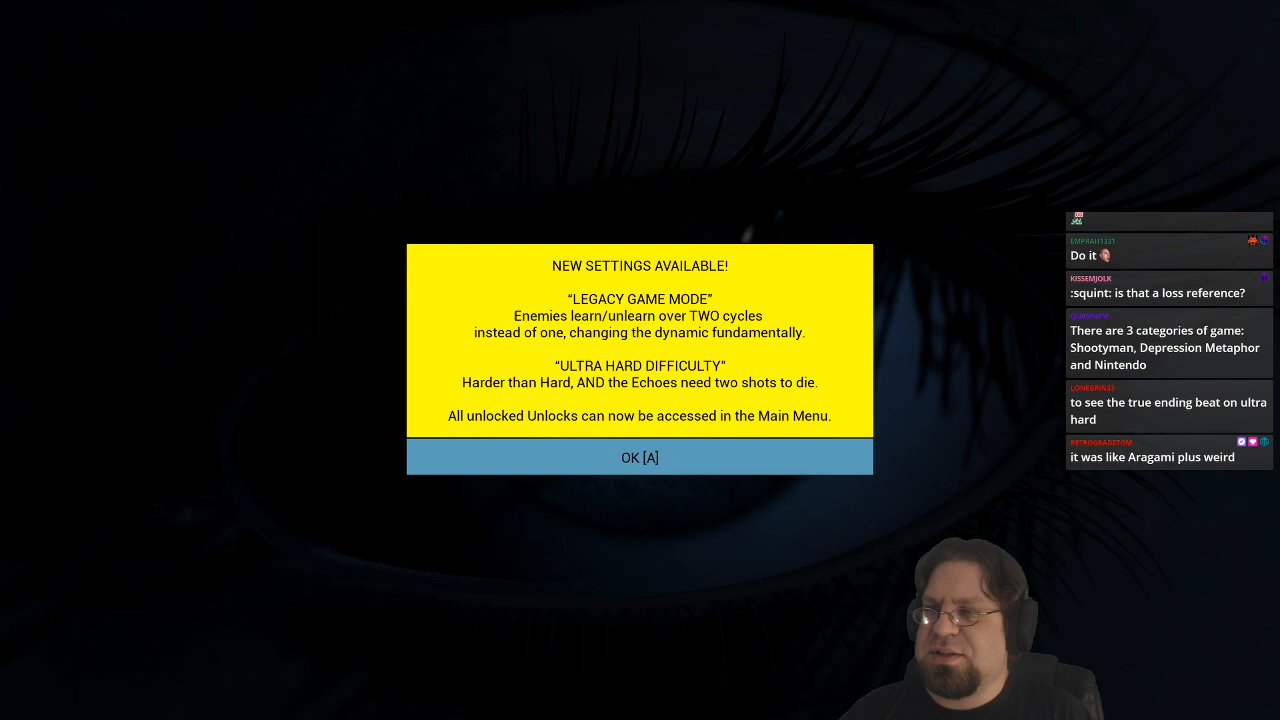 NEW SETTINGS AVAILABLE!
“LEGACY GAME MODE”
Enemies learn/unlearn over TWO cycles
instead of one, changing the dynamic fundamentally.
“ULTRA HARD DIFFICULTY”
Harder than Hard, AND the Echoes need two shots to die.
All unlocked Unlocks can now be accessed in the Main Menu.
OK [A]
EMPRAH1331
Do it
KISSEMJOLK
:squint: is that a loss reference?
There are 3 categories of game:
Shootyman, Depression Metaphor
and Nintendo
LONEGRIN33
to see the true ending beat on ultra
hard
RETROGRADETOM
it was like Aragami plus weird